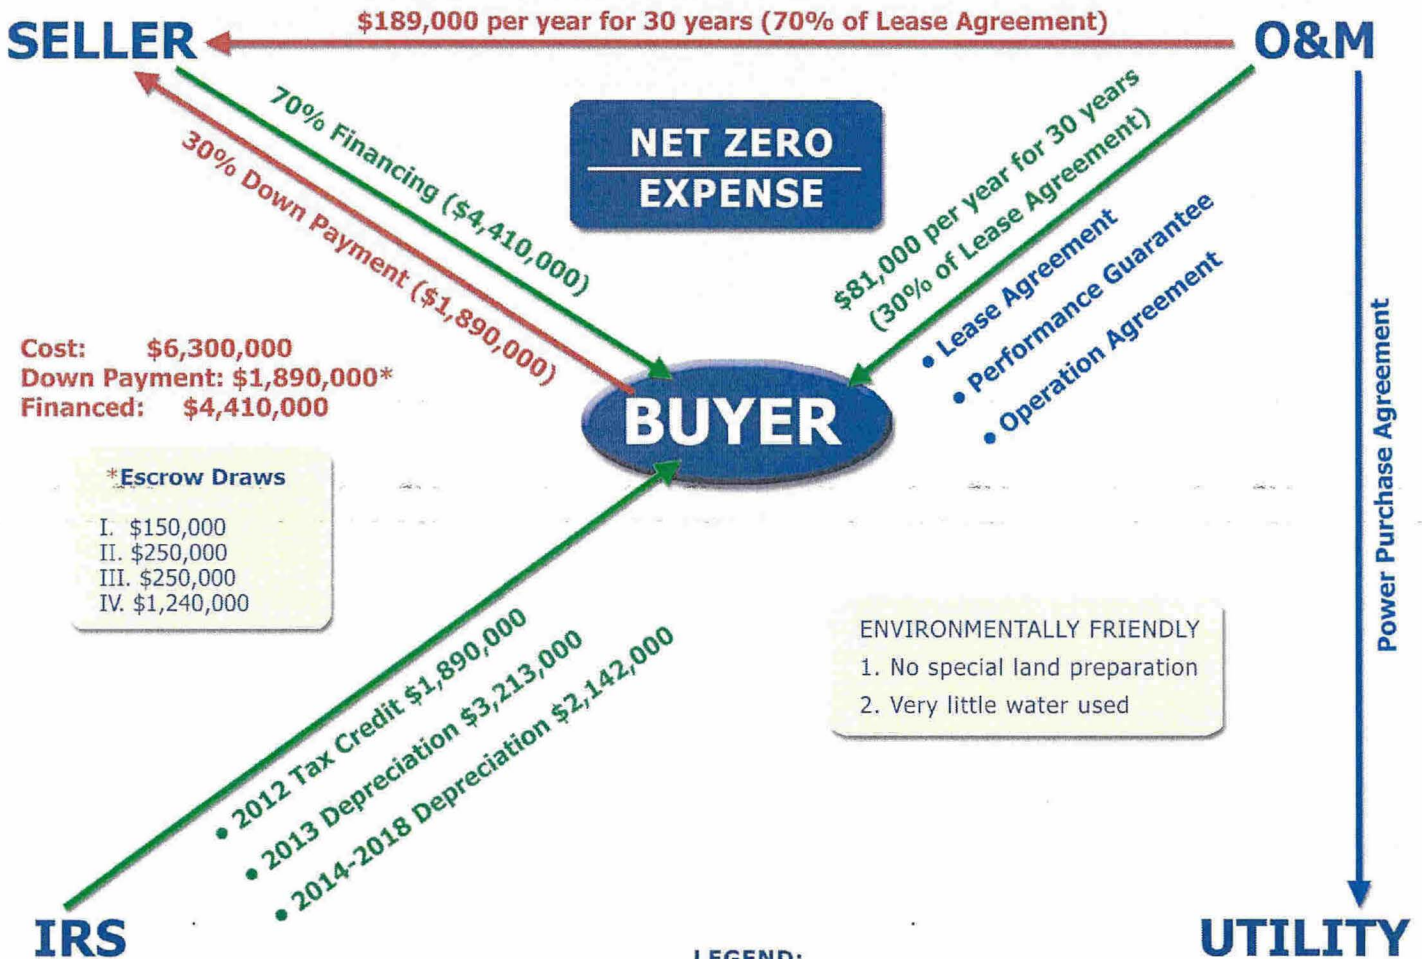 $189,000 per year for 30 years (70% of Lease Agreement)
SELLER
O&M
70% Financing ($4,410,000)
30% Down Payment ($1,890,000)
NET ZERO
EXPENSE
$81,000 per year for 30 years
(30% of Lease Agreement)
• Lease Agreement
• Performance Guarantee
• Operation Agreement
Cost: $6,300,000
Down Payment: $1,890,000*
Financed: $4,410,000
BUYER
Power Purchase Agreement
*Escrow Draws
I. $150,000
II. $250,000
III. $250,000
IV. $1,240,000
ENVIRONMENTALLY FRIENDLY
1. No special land preparation
2. Very little water used
• 2012 Tax Credit $1,890,000
• 2013 Depreciation $3,213,000
• 2014-2018 Depreciation $2,142,000
IRS
UTILITY
LEGEND: